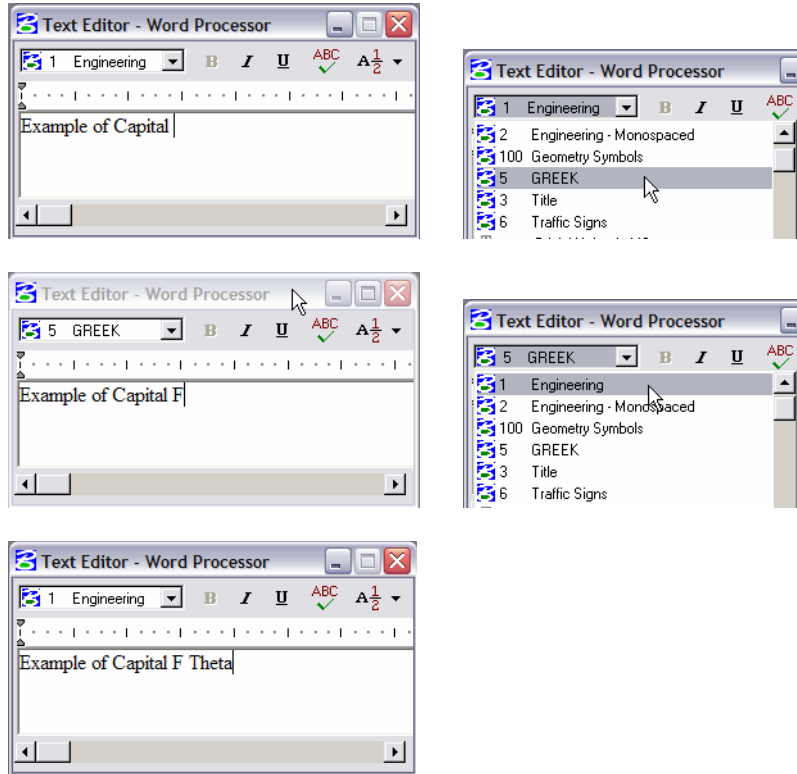 Text Editor - Word Processor
1 Engineering B I U ABC A½
Example of Capital
Text Editor - Word Processor
1 Engineering B I U ABC
2 Engineering - Monospaced
100 Geometry Symbols
5 GREEK
3 Title
6 Traffic Signs
Text Editor - Word Processor
5 GREEK B I U ABC A½
Example of Capital F
Text Editor - Word Processor
5 GREEK B I U ABC
1 Engineering
2 Engineering - Monospaced
100 Geometry Symbols
5 GREEK
3 Title
6 Traffic Signs
Text Editor - Word Processor
1 Engineering B I U ABC A½
Example of Capital F Theta